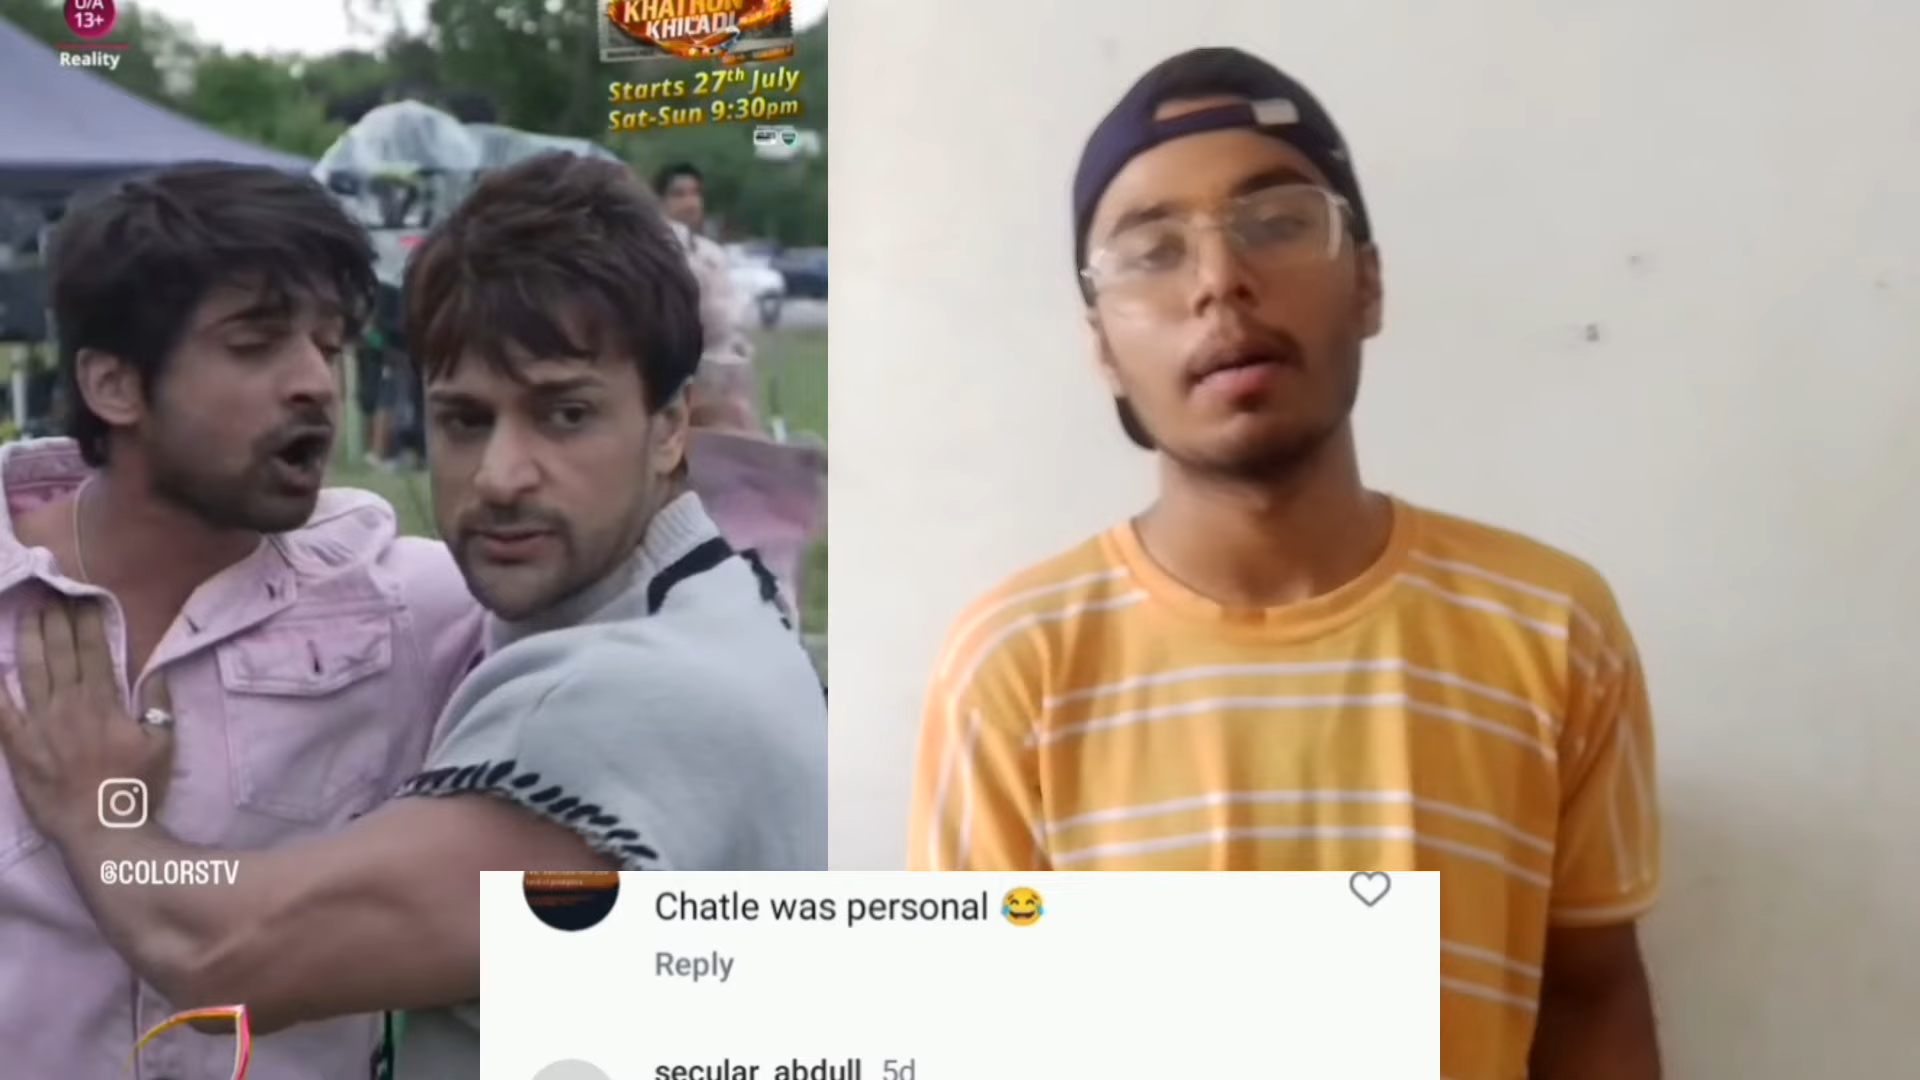 U/A
13+
Reality
KHATRON
KHILADI
Starts 27th July
Sat-Sun 9:30pm
@COLORSTV
Chatle was personal 😂
Reply
secular_abdull 5d